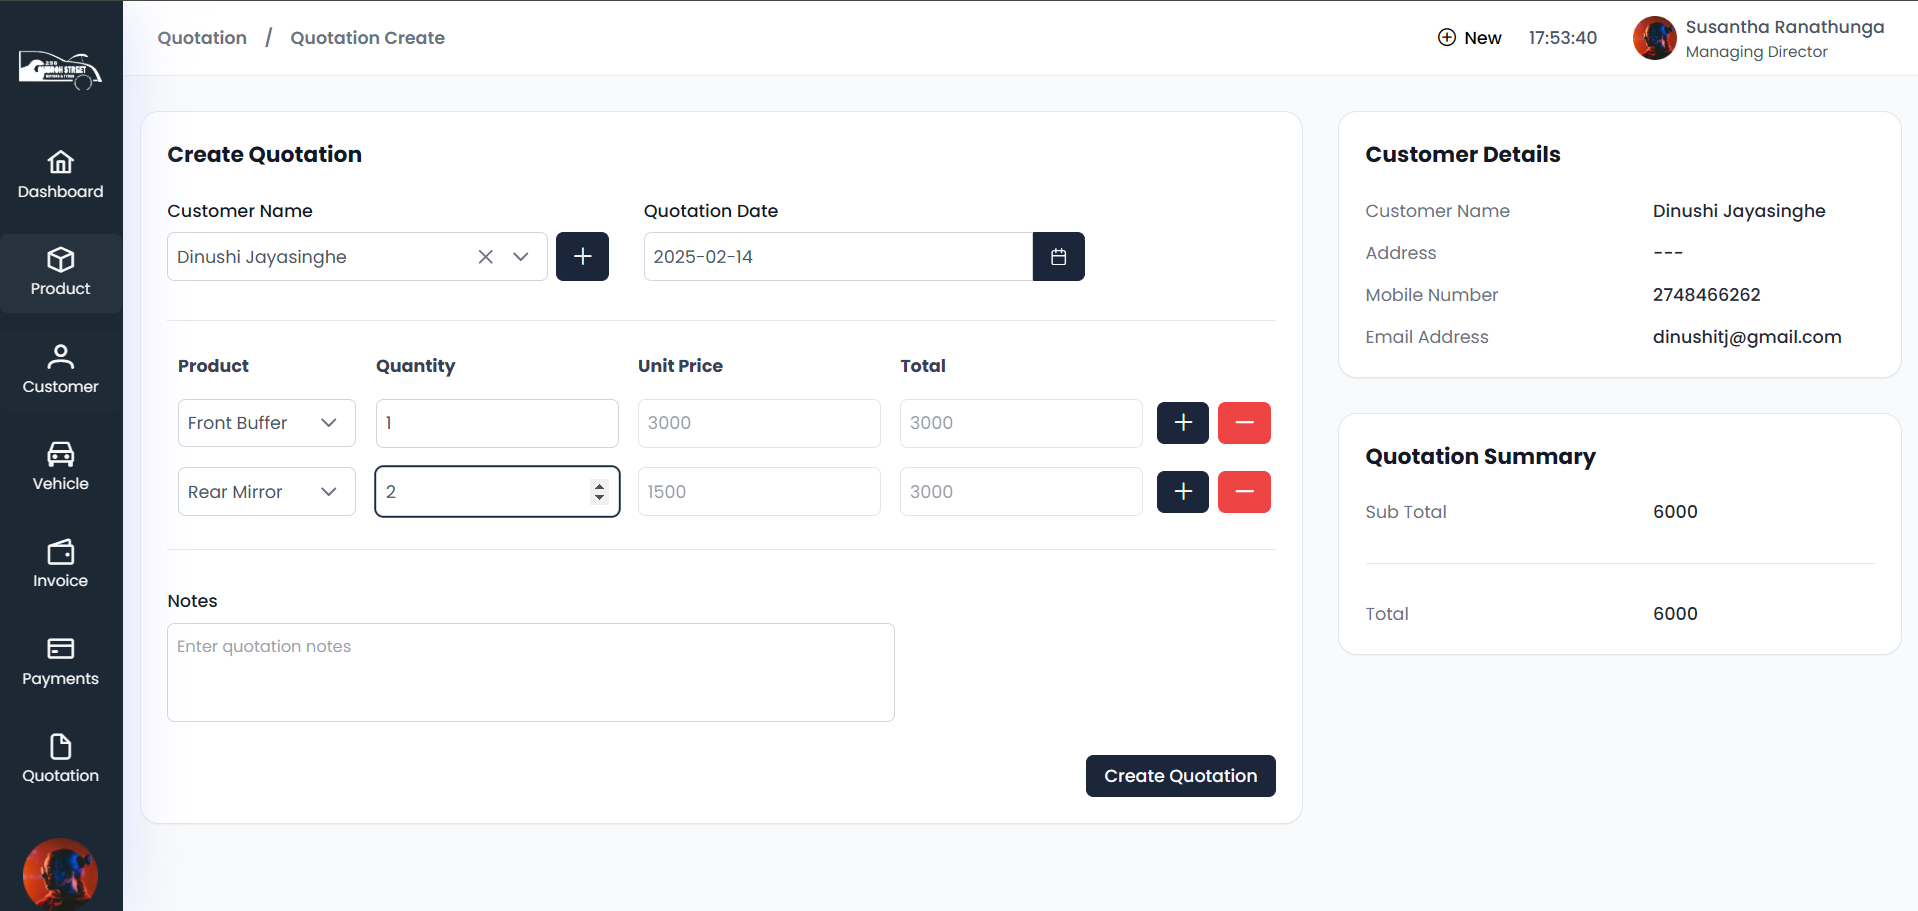 Quotation / Quotation Create
New 17:53:40
Susantha Ranathunga
Managing Director
256
CHURCH STREET
Dashboard
Product
Customer
Vehicle
Invoice
Payments
Quotation
Create Quotation
Customer Name Quotation Date
Dinushi Jayasinghe 2025-02-14
Product Quantity Unit Price Total
Front Buffer 1 3000 3000
Rear Mirror 2 1500 3000
Notes
Enter quotation notes
Create Quotation
Customer Details
Customer Name Dinushi Jayasinghe
Address ---
Mobile Number 2748466262
Email Address dinushitj@gmail.com
Quotation Summary
Sub Total 6000
Total 6000